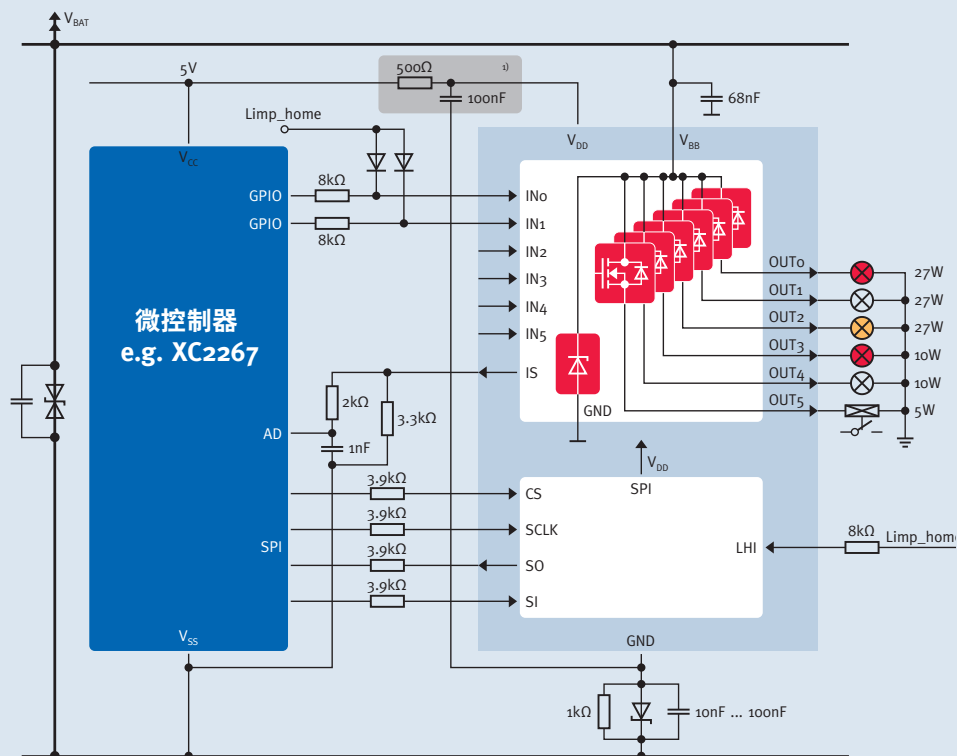 VBAT
5V
500Ω
1)
100nF
68nF
Limp_home
VCC
VDD
VBB
GPIO
8kΩ
IN0
GPIO
8kΩ
IN1
IN2
IN3
IN4
IN5
微控制器
e.g. XC2267
OUT0
27W
OUT1
27W
OUT2
27W
OUT3
10W
OUT4
10W
OUT5
5W
IS
GND
2kΩ
3.3kΩ
AD
1nF
VDD
SPI
3.9kΩ
CS
3.9kΩ
SCLK
SPI
3.9kΩ
SO
3.9kΩ
SI
LHI
8kΩ
Limp_home
VSS
GND
1kΩ
10nF ... 100nF